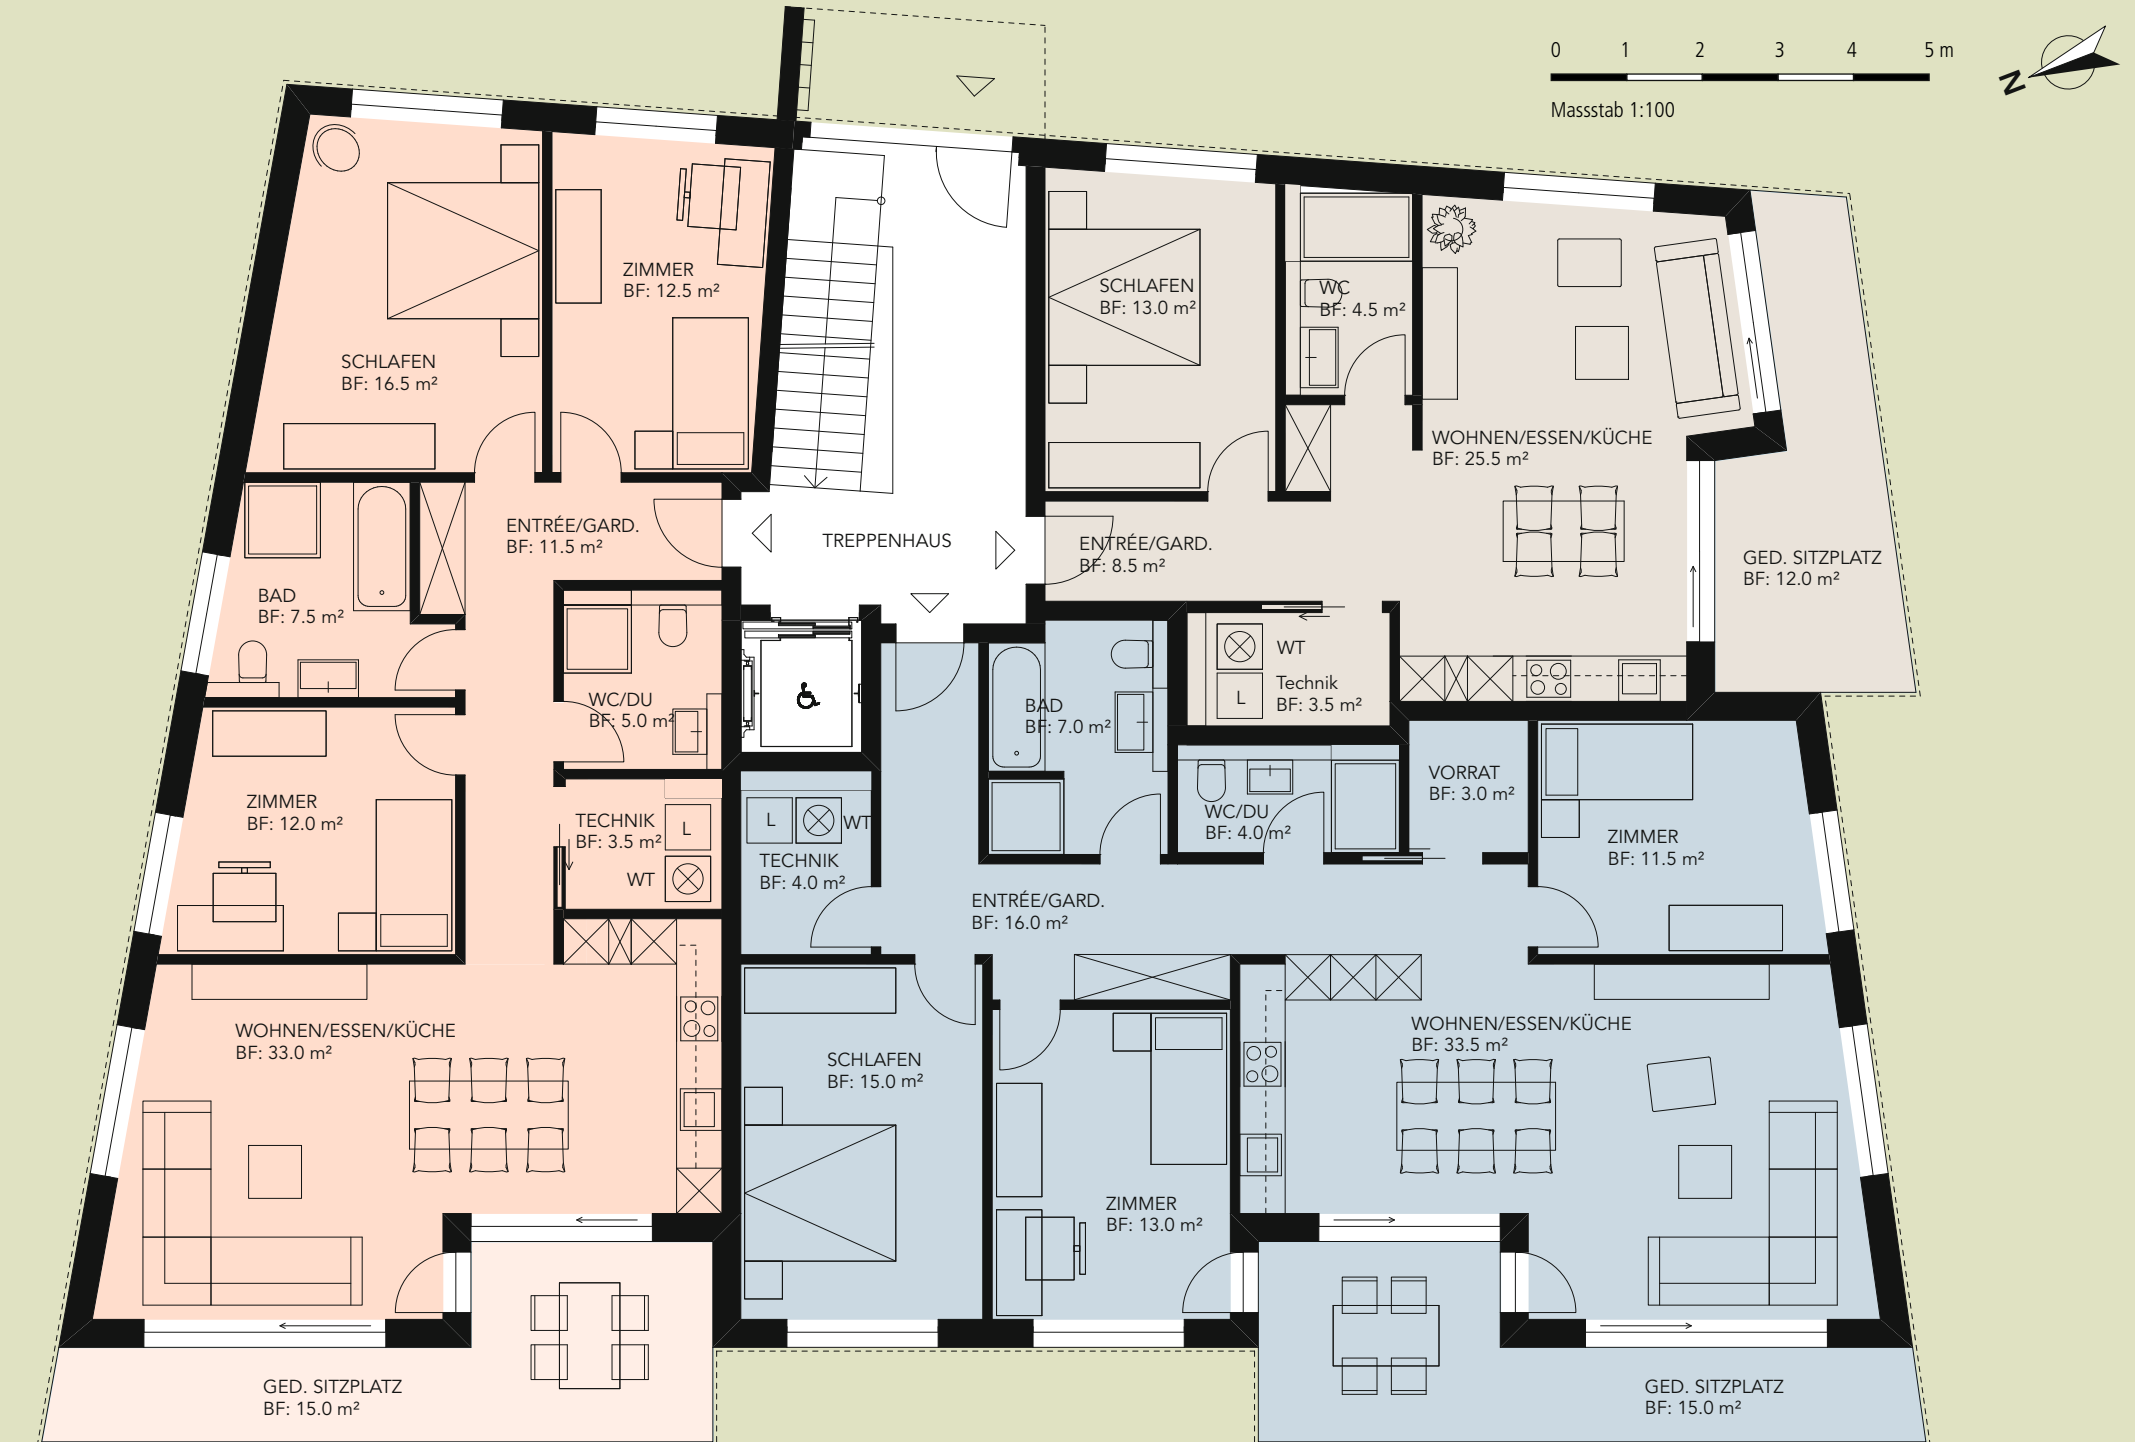 0 1 2 3 4 5 m
Massstab 1:100
N
SCHLAFEN
BF: 16.5 m²
ZIMMER
BF: 12.5 m²
SCHLAFEN
BF: 13.0 m²
WC
BF: 4.5 m²
WOHNEN/ESSEN/KÜCHE
BF: 25.5 m²
ENTRÉE/GARD.
BF: 11.5 m²
TREPPENHAUS
ENTRÉE/GARD.
BF: 8.5 m²
GED. SITZPLATZ
BF: 12.0 m²
BAD
BF: 7.5 m²
WC/DU
BF: 5.0 m²
BAD
BF: 7.0 m²
WT
L
Technik
BF: 3.5 m²
ZIMMER
BF: 12.0 m²
TECHNIK
BF: 3.5 m²
L
WT
L
WT
TECHNIK
BF: 4.0 m²
WC/DU
BF: 4.0 m²
VORRAT
BF: 3.0 m²
ZIMMER
BF: 11.5 m²
ENTRÉE/GARD.
BF: 16.0 m²
WOHNEN/ESSEN/KÜCHE
BF: 33.0 m²
SCHLAFEN
BF: 15.0 m²
ZIMMER
BF: 13.0 m²
WOHNEN/ESSEN/KÜCHE
BF: 33.5 m²
GED. SITZPLATZ
BF: 15.0 m²
GED. SITZPLATZ
BF: 15.0 m²